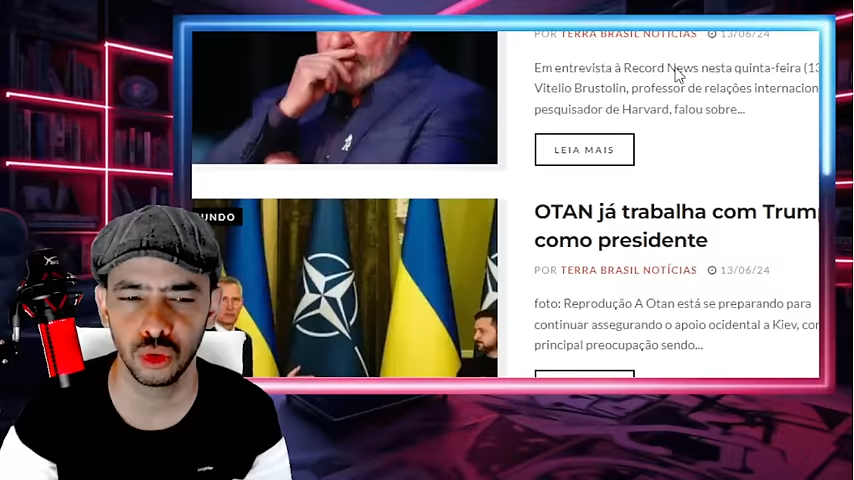 POR TERRA BRASIL NOTÍCIAS 13/06/24
Em entrevista à Record News nesta quinta-feira (13
Vitelio Brustolin, professor de relações internacion
pesquisador de Harvard, falou sobre...
LEIA MAIS
UNDO
OTAN já trabalha com Trump
como presidente
POR TERRA BRASIL NOTÍCIAS 13/06/24
foto: Reprodução A Otan está se preparando para
continuar assegurando o apoio ocidental a Kiev, con
principal preocupação sendo...